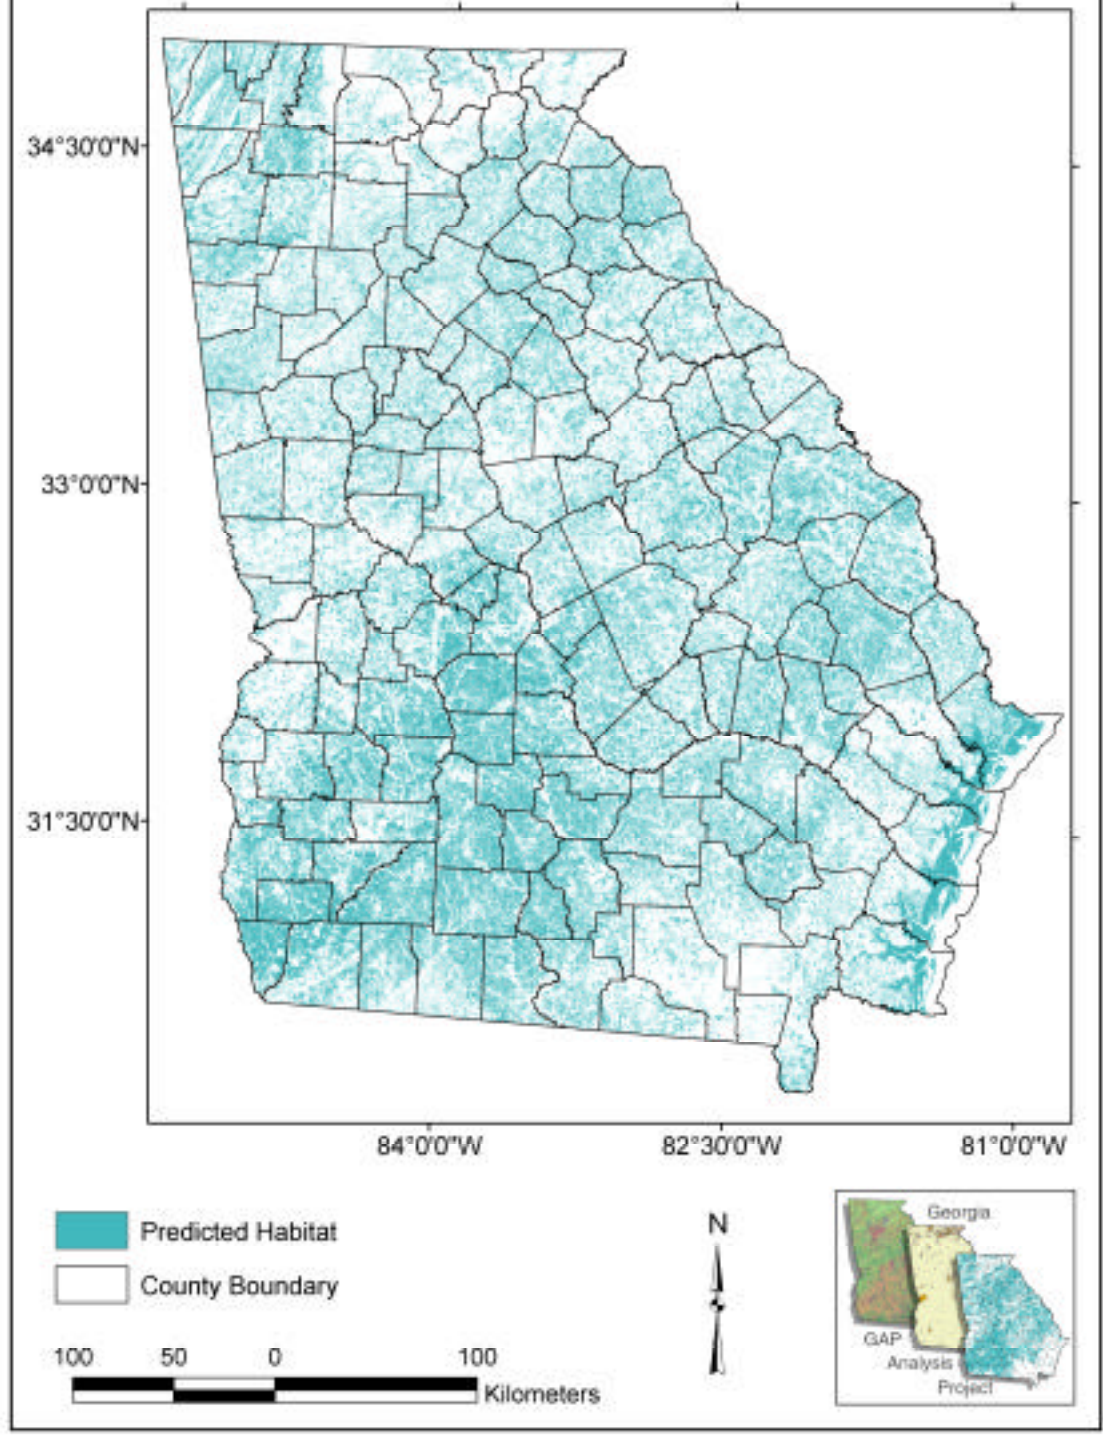 34°30'0"N
33°0'0"N
31°30'0"N
84°0'0"W
82°30'0"W
81°0'0"W
Predicted Habitat
County Boundary
N
100 50 0 100
Kilometers
Georgia
GAP
Analysis
Project